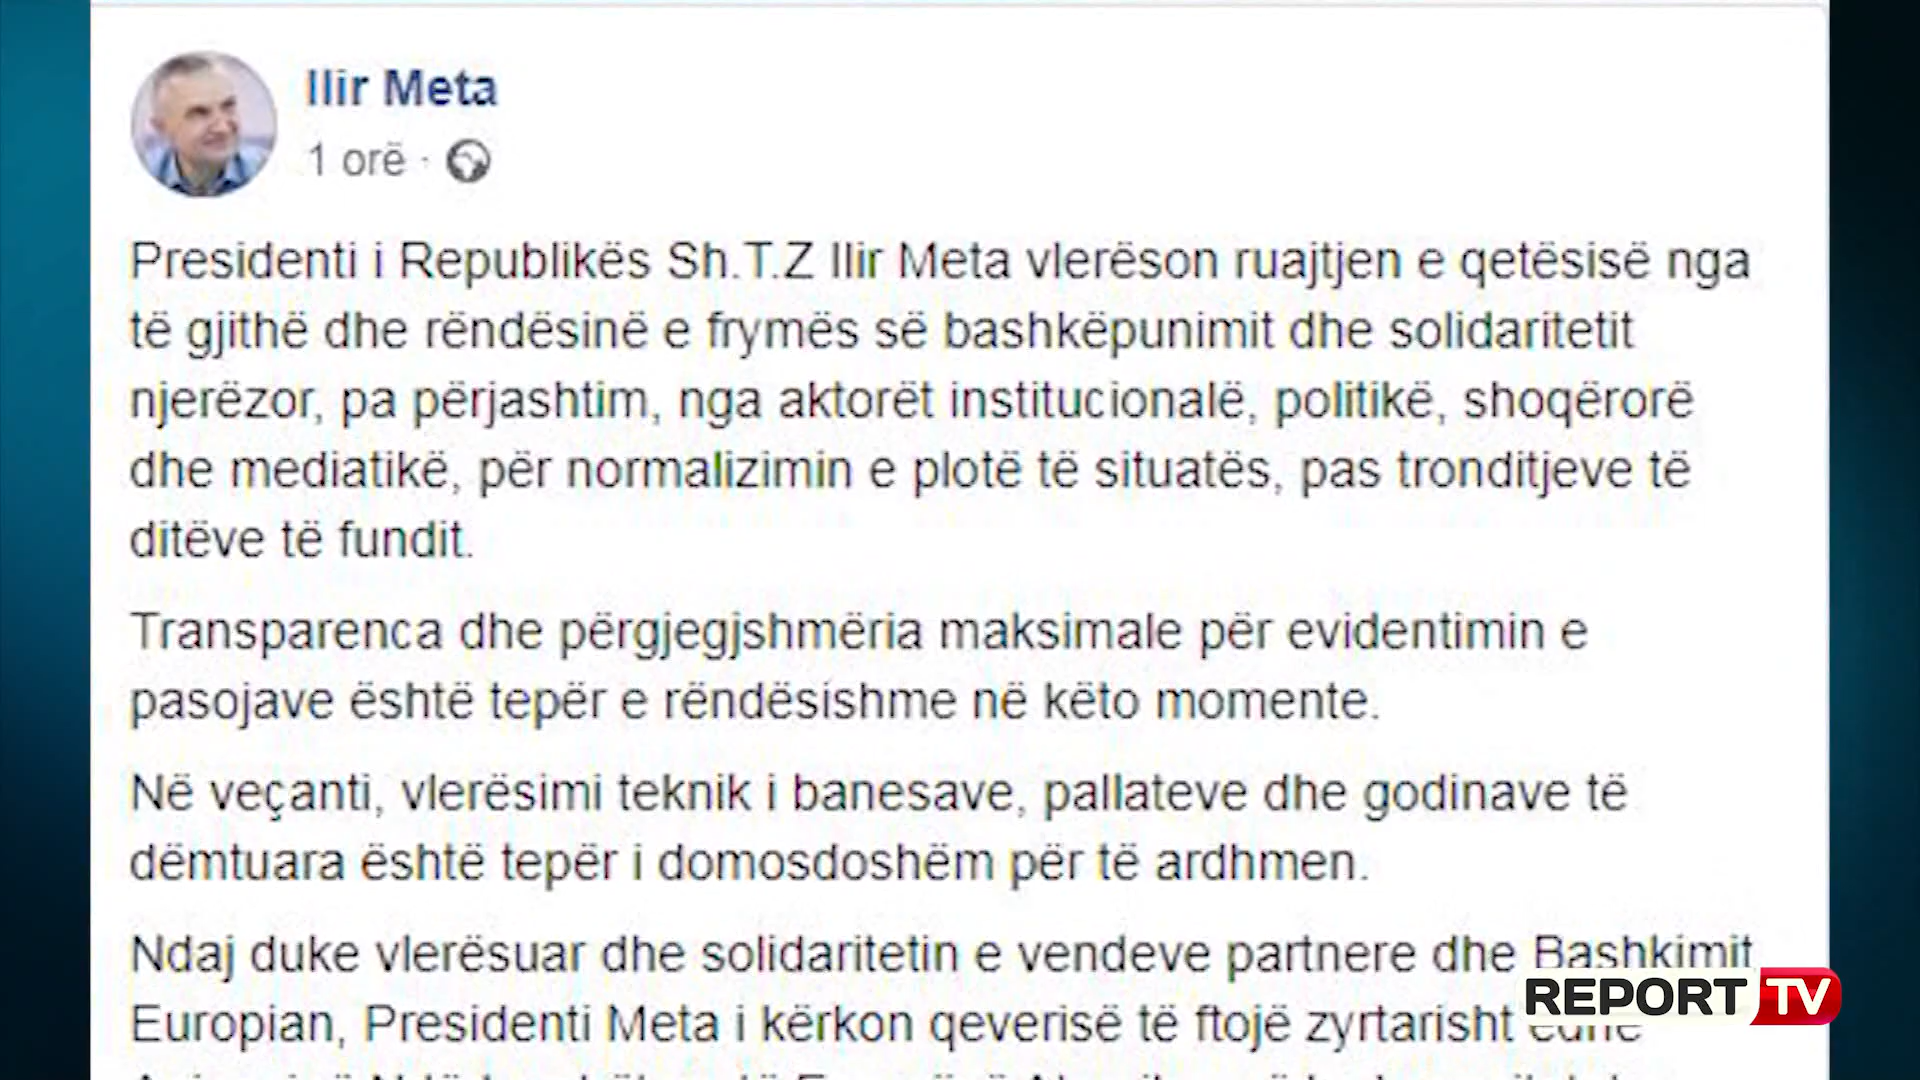 Ilir Meta
1 orë ·
Presidenti i Republikës Sh.T.Z Ilir Meta vlerëson ruajtjen e qetësisë nga
të gjithë dhe rëndësinë e frymës së bashkëpunimit dhe solidaritetit
njerëzor, pa përjashtim, nga aktorët institucionalë, politikë, shoqërorë
dhe mediatikë, për normalizimin e plotë të situatës, pas tronditjeve të
ditëve të fundit.
Transparenca dhe përgjegjshmëria maksimale për evidentimin e
pasojave është tepër e rëndësishme në këto momente.
Në veçanti, vlerësimi teknik i banesave, pallateve dhe godinave të
dëmtuara është tepër i domosdoshëm për të ardhmen.
Ndaj duke vlerësuar dhe solidaritetin e vendeve partnere dhe Bashkimit
Europian, Presidenti Meta i kërkon qeverisë të ftojë zyrtarisht edhe
REPORT TV